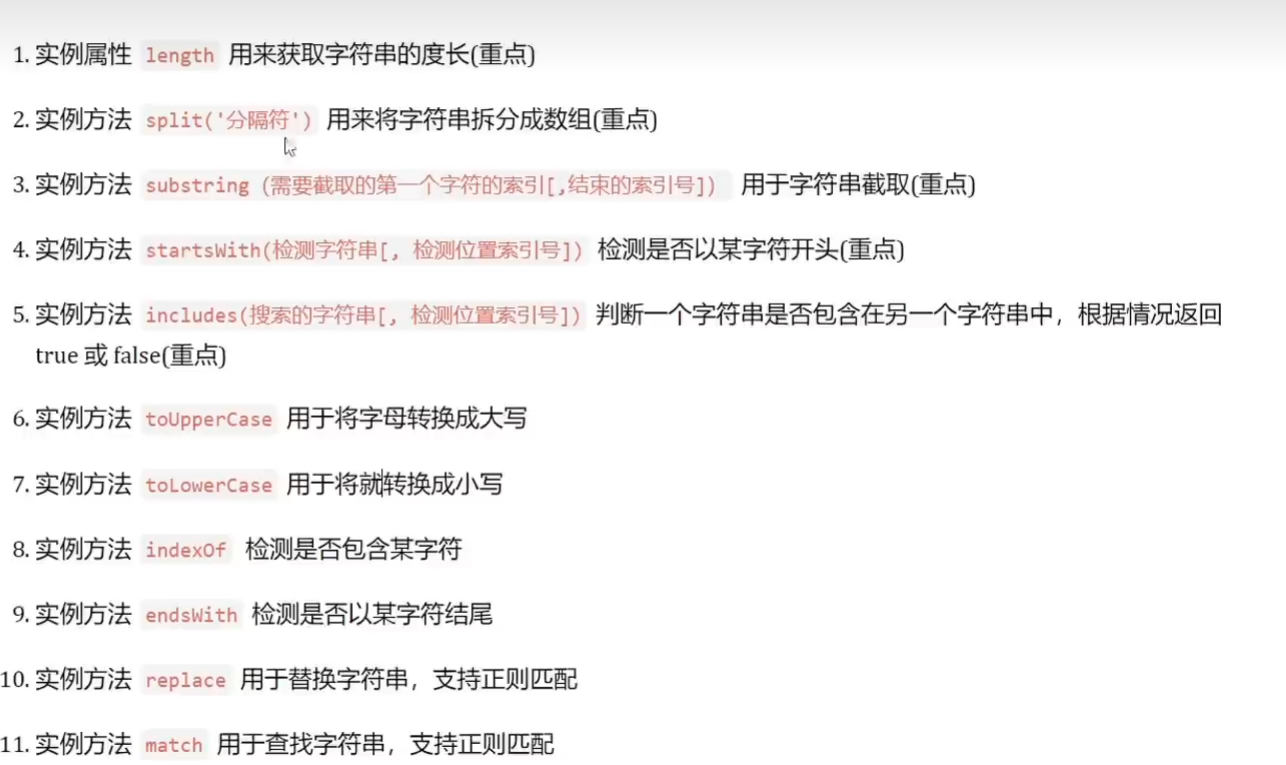 1. 实例属性 length 用来获取字符串的度长(重点)
2. 实例方法 split('分隔符') 用来将字符串拆分成数组(重点)
3. 实例方法 substring（需要截取的第一个字符的索引[,结束的索引号]） 用于字符串截取(重点)
4. 实例方法 startsWith(检测字符串[, 检测位置索引号]) 检测是否以某字符开头(重点)
5. 实例方法 includes(搜索的字符串[, 检测位置索引号]) 判断一个字符串是否包含在另一个字符串中，根据情况返回
true 或 false(重点)
6. 实例方法 toUpperCase 用于将字母转换成大写
7. 实例方法 toLowerCase 用于将就转换成小写
8. 实例方法 indexOf 检测是否包含某字符
9. 实例方法 endsWith 检测是否以某字符结尾
10. 实例方法 replace 用于替换字符串，支持正则匹配
11. 实例方法 match 用于查找字符串，支持正则匹配